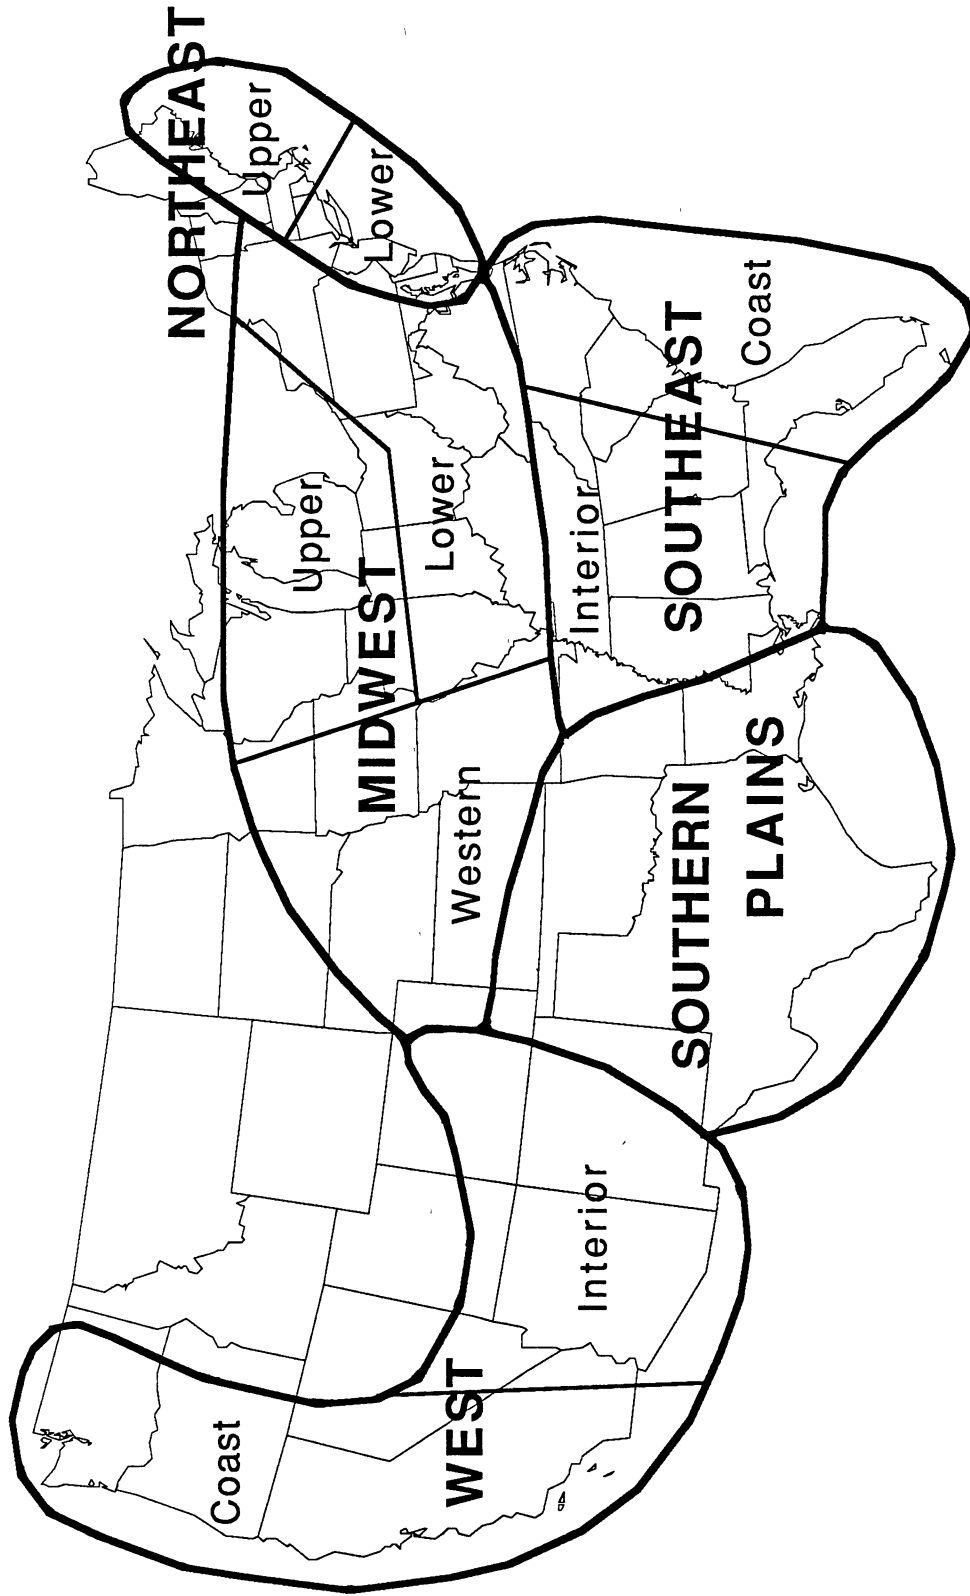 NORTHEAST
Upper
Lower
MIDWEST
Upper
Lower
Western
SOUTHEAST
Interior
Coast
SOUTHERN
PLAINS
WEST
Coast
Interior